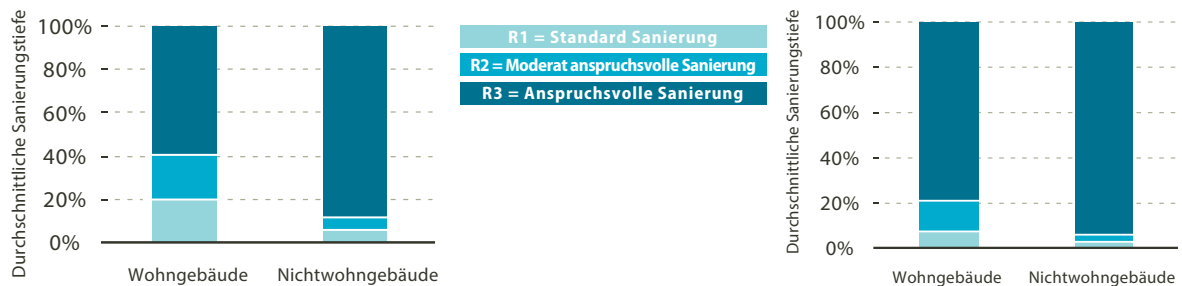 Durchschnittliche Sanierungstiefe
100%
80%
60%
40%
20%
0%
Wohngebäude
Nichtwohngebäude
R1 = Standard Sanierung
R2 = Moderat anspruchsvolle Sanierung
R3 = Anspruchsvolle Sanierung
Durchschnittliche Sanierungstiefe
100%
80%
60%
40%
20%
0%
Wohngebäude
Nichtwohngebäude